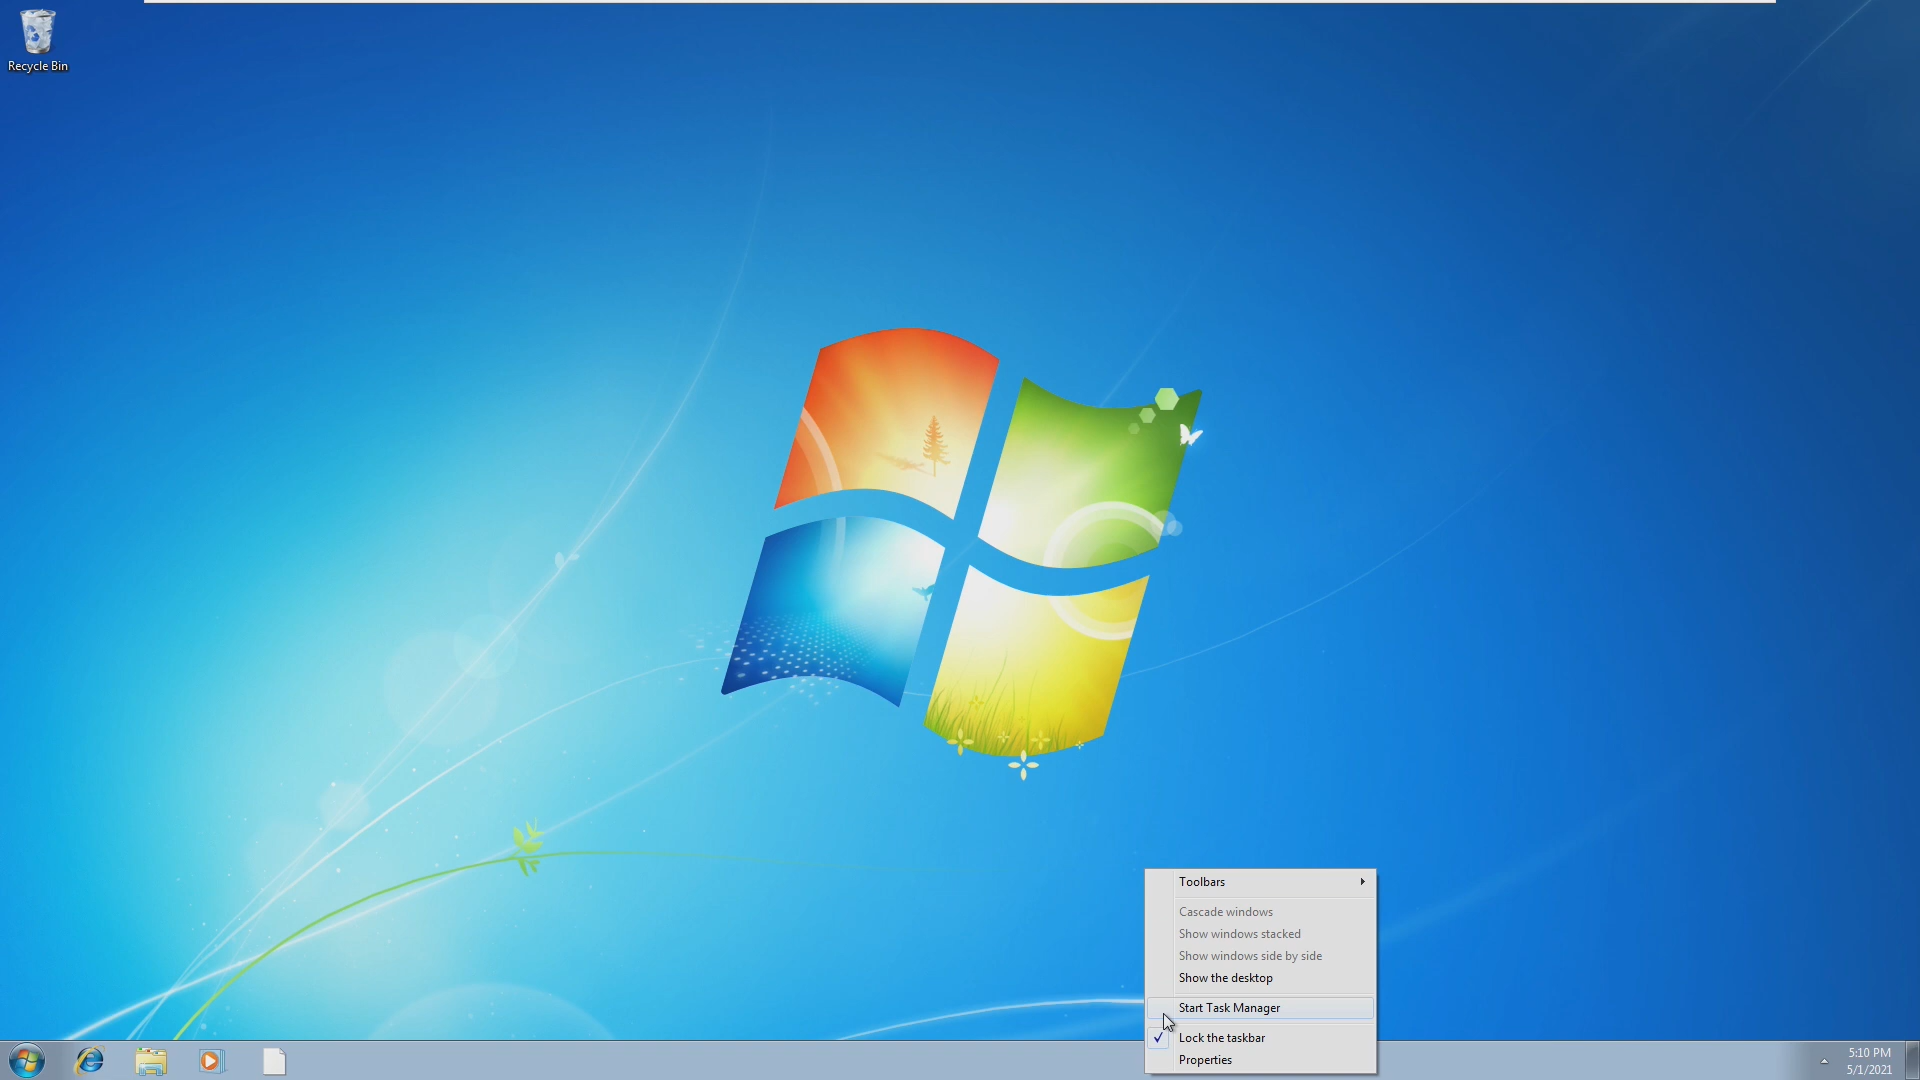 Recycle Bin
Toolbars
Cascade windows
Show windows stacked
Show windows side by side
Show the desktop
Start Task Manager
Lock the taskbar
Properties
5:10 PM
5/1/2021